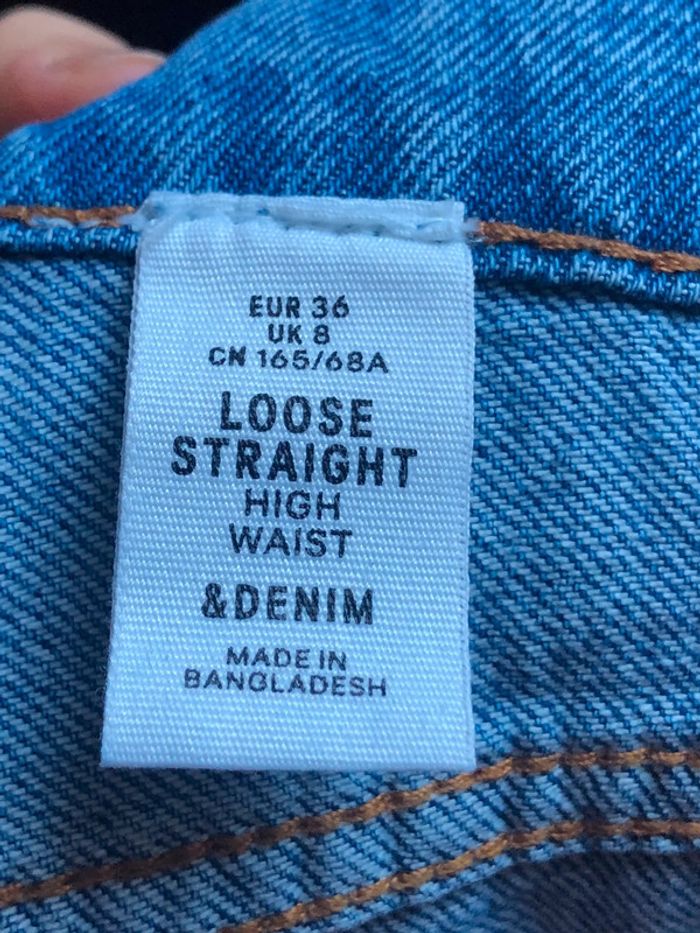 EUR 36
UK 8
CN 165/68A
LOOSE
STRAIGHT
HIGH
WAIST
&DENIM
MADE IN
BANGLADESH